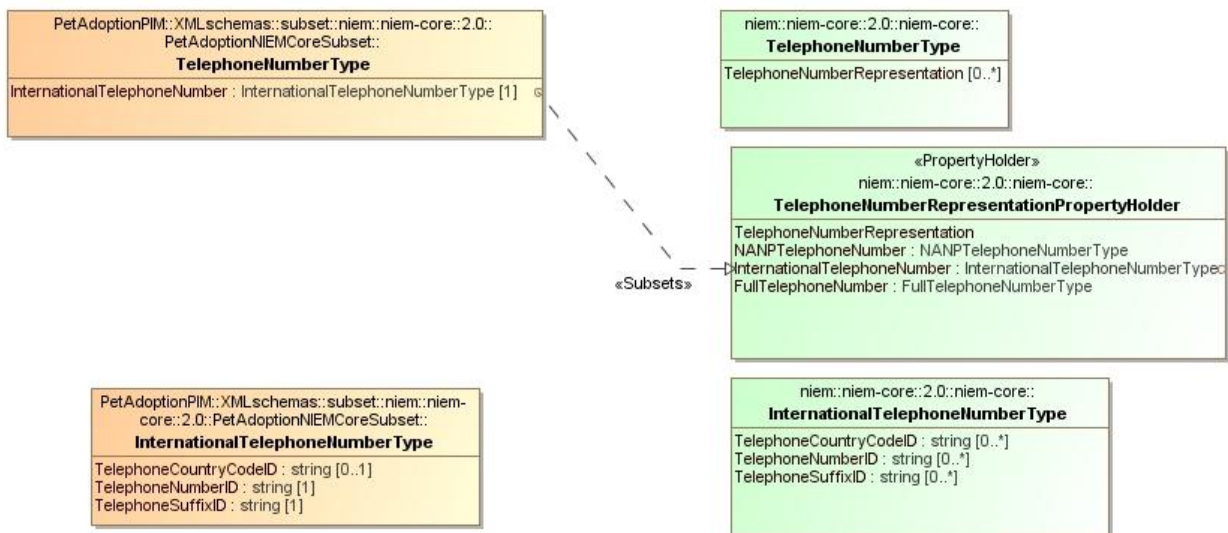 PetAdoptionPIM::XMLschemas::subset::niem::niem-core::2.0::
PetAdoptionNIEMCoreSubset::
TelephoneNumberType
InternationalTelephoneNumber : InternationalTelephoneNumberType [1]
niem::niem-core::2.0::niem-core::
TelephoneNumberType
TelephoneNumberRepresentation [0..*]
«PropertyHolder»
niem::niem-core::2.0::niem-core::
TelephoneNumberRepresentationPropertyHolder
TelephoneNumberRepresentation
NANPTelephoneNumber : NANPTelephoneNumberType
InternationalTelephoneNumber : InternationalTelephoneNumberType
FullTelephoneNumber : FullTelephoneNumberType
«Subsets»
PetAdoptionPIM::XMLschemas::subset::niem::niem-
core::2.0::PetAdoptionNIEMCoreSubset::
InternationalTelephoneNumberType
TelephoneCountryCodeID : string [0..1]
TelephoneNumberID : string [1]
TelephoneSuffixID : string [1]
niem::niem-core::2.0::niem-core::
InternationalTelephoneNumberType
TelephoneCountryCodeID : string [0..*]
TelephoneNumberID : string [0..*]
TelephoneSuffixID : string [0..*]